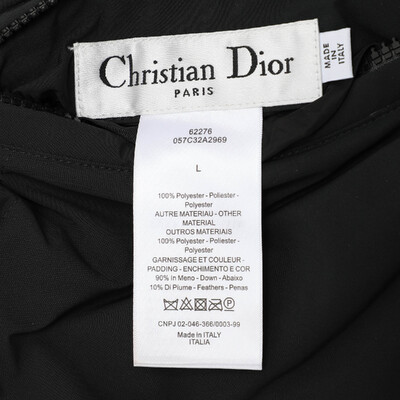 Christian Dior
PARIS
MADE IN
ITALY
62276
057C32A2969
L
100% Polyester - Poliester -
Polyester
AUTRE MATERIAU - OTHER
MATERIAL
OUTROS MATERIAIS
100% Polyester - Poliester -
Polyester
GARNISSAGE ET COULEUR -
PADDING - ENCHIMENTO E COR
90% in Meno - Down - Abaixo
10% Di Piume - Feathers - Penas
CNPJ 02-046-366/0003-99
Made in ITALY
ITALIA